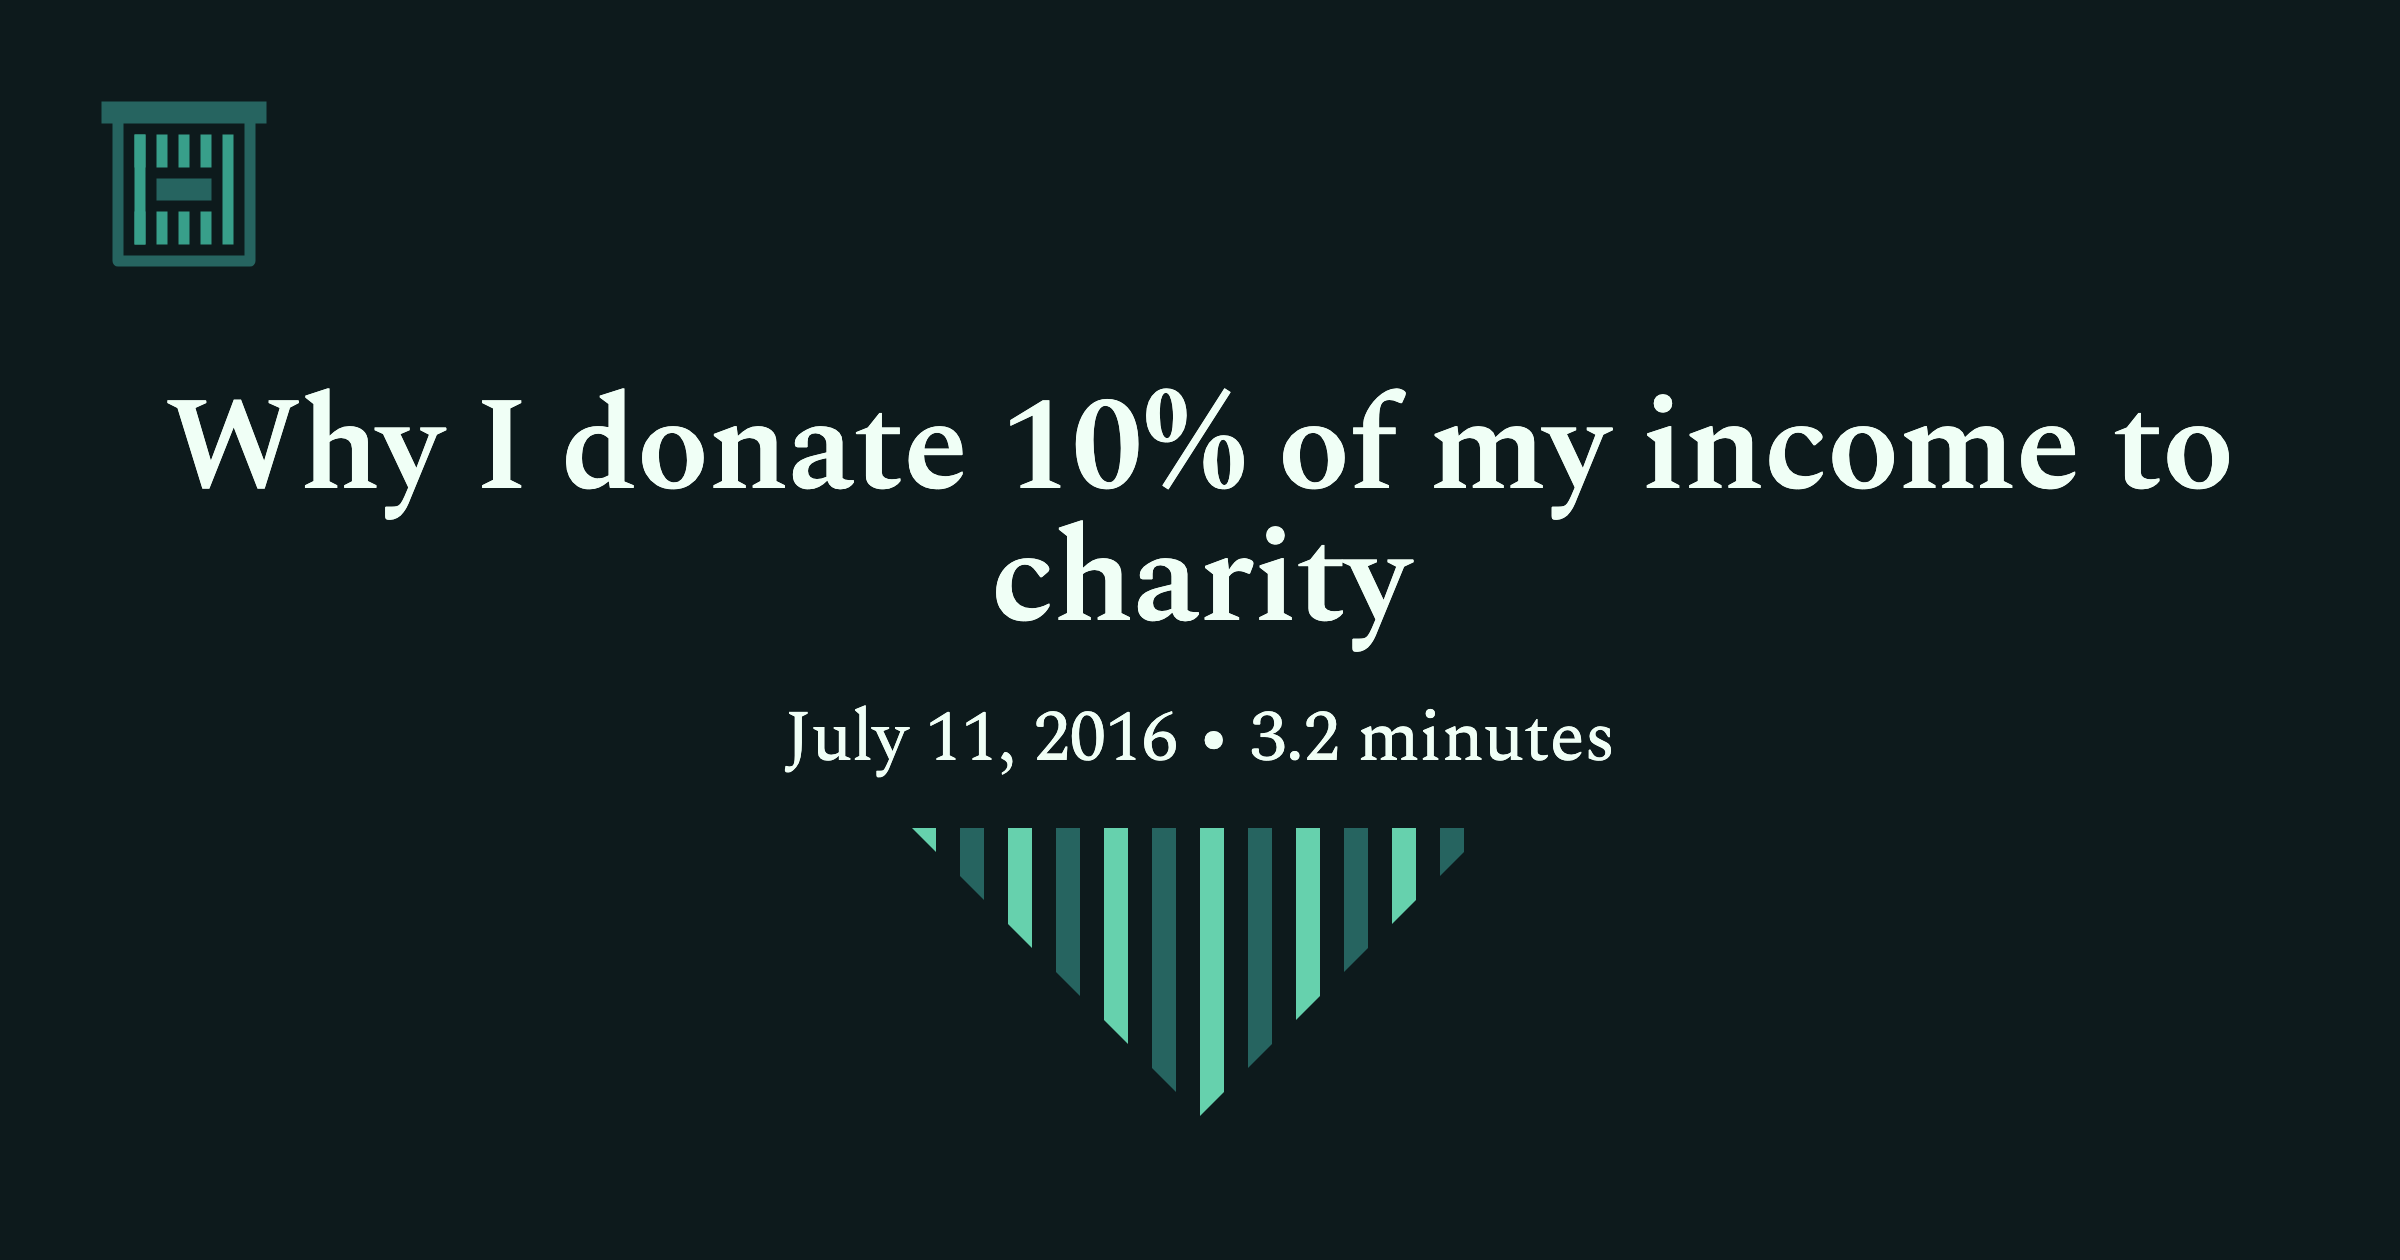 Why I donate 10% of my income to
charity
July 11, 2016 • 3.2 minutes